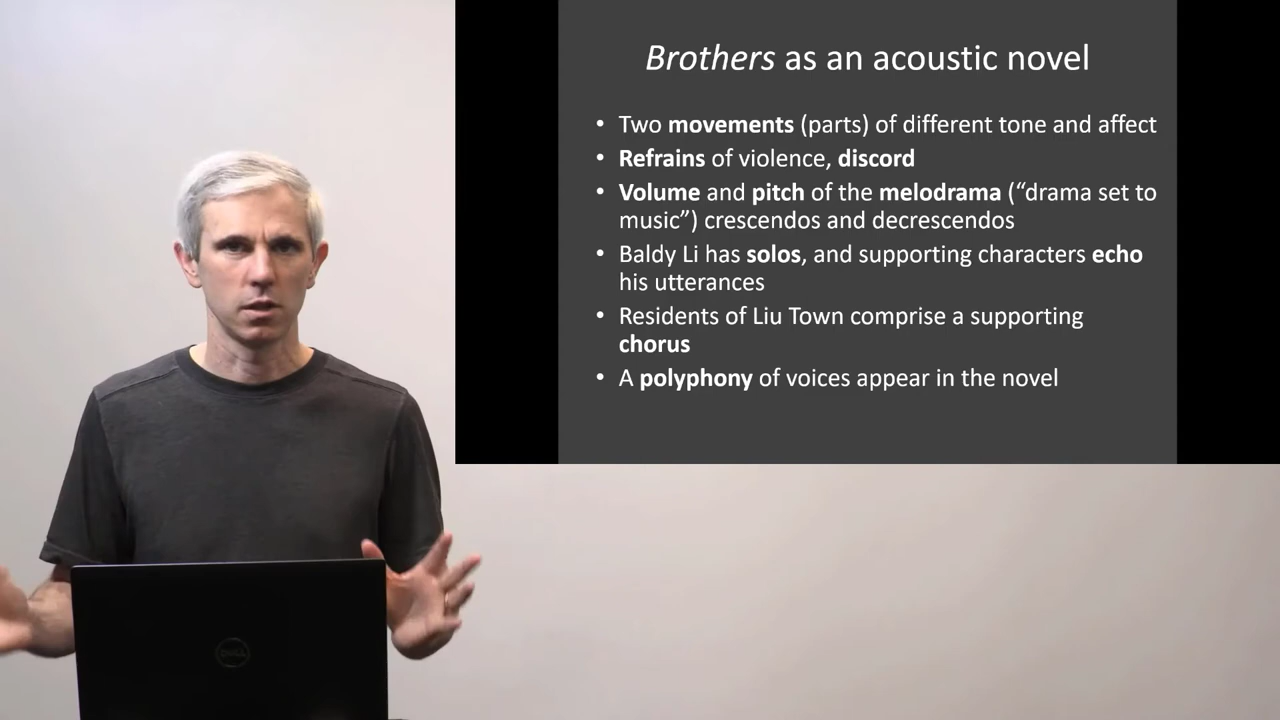 Brothers as an acoustic novel
• Two movements (parts) of different tone and affect
• Refrains of violence, discord
• Volume and pitch of the melodrama (“drama set to
music”) crescendos and decrescendos
• Baldy Li has solos, and supporting characters echo
his utterances
• Residents of Liu Town comprise a supporting
chorus
• A polyphony of voices appear in the novel
DELL